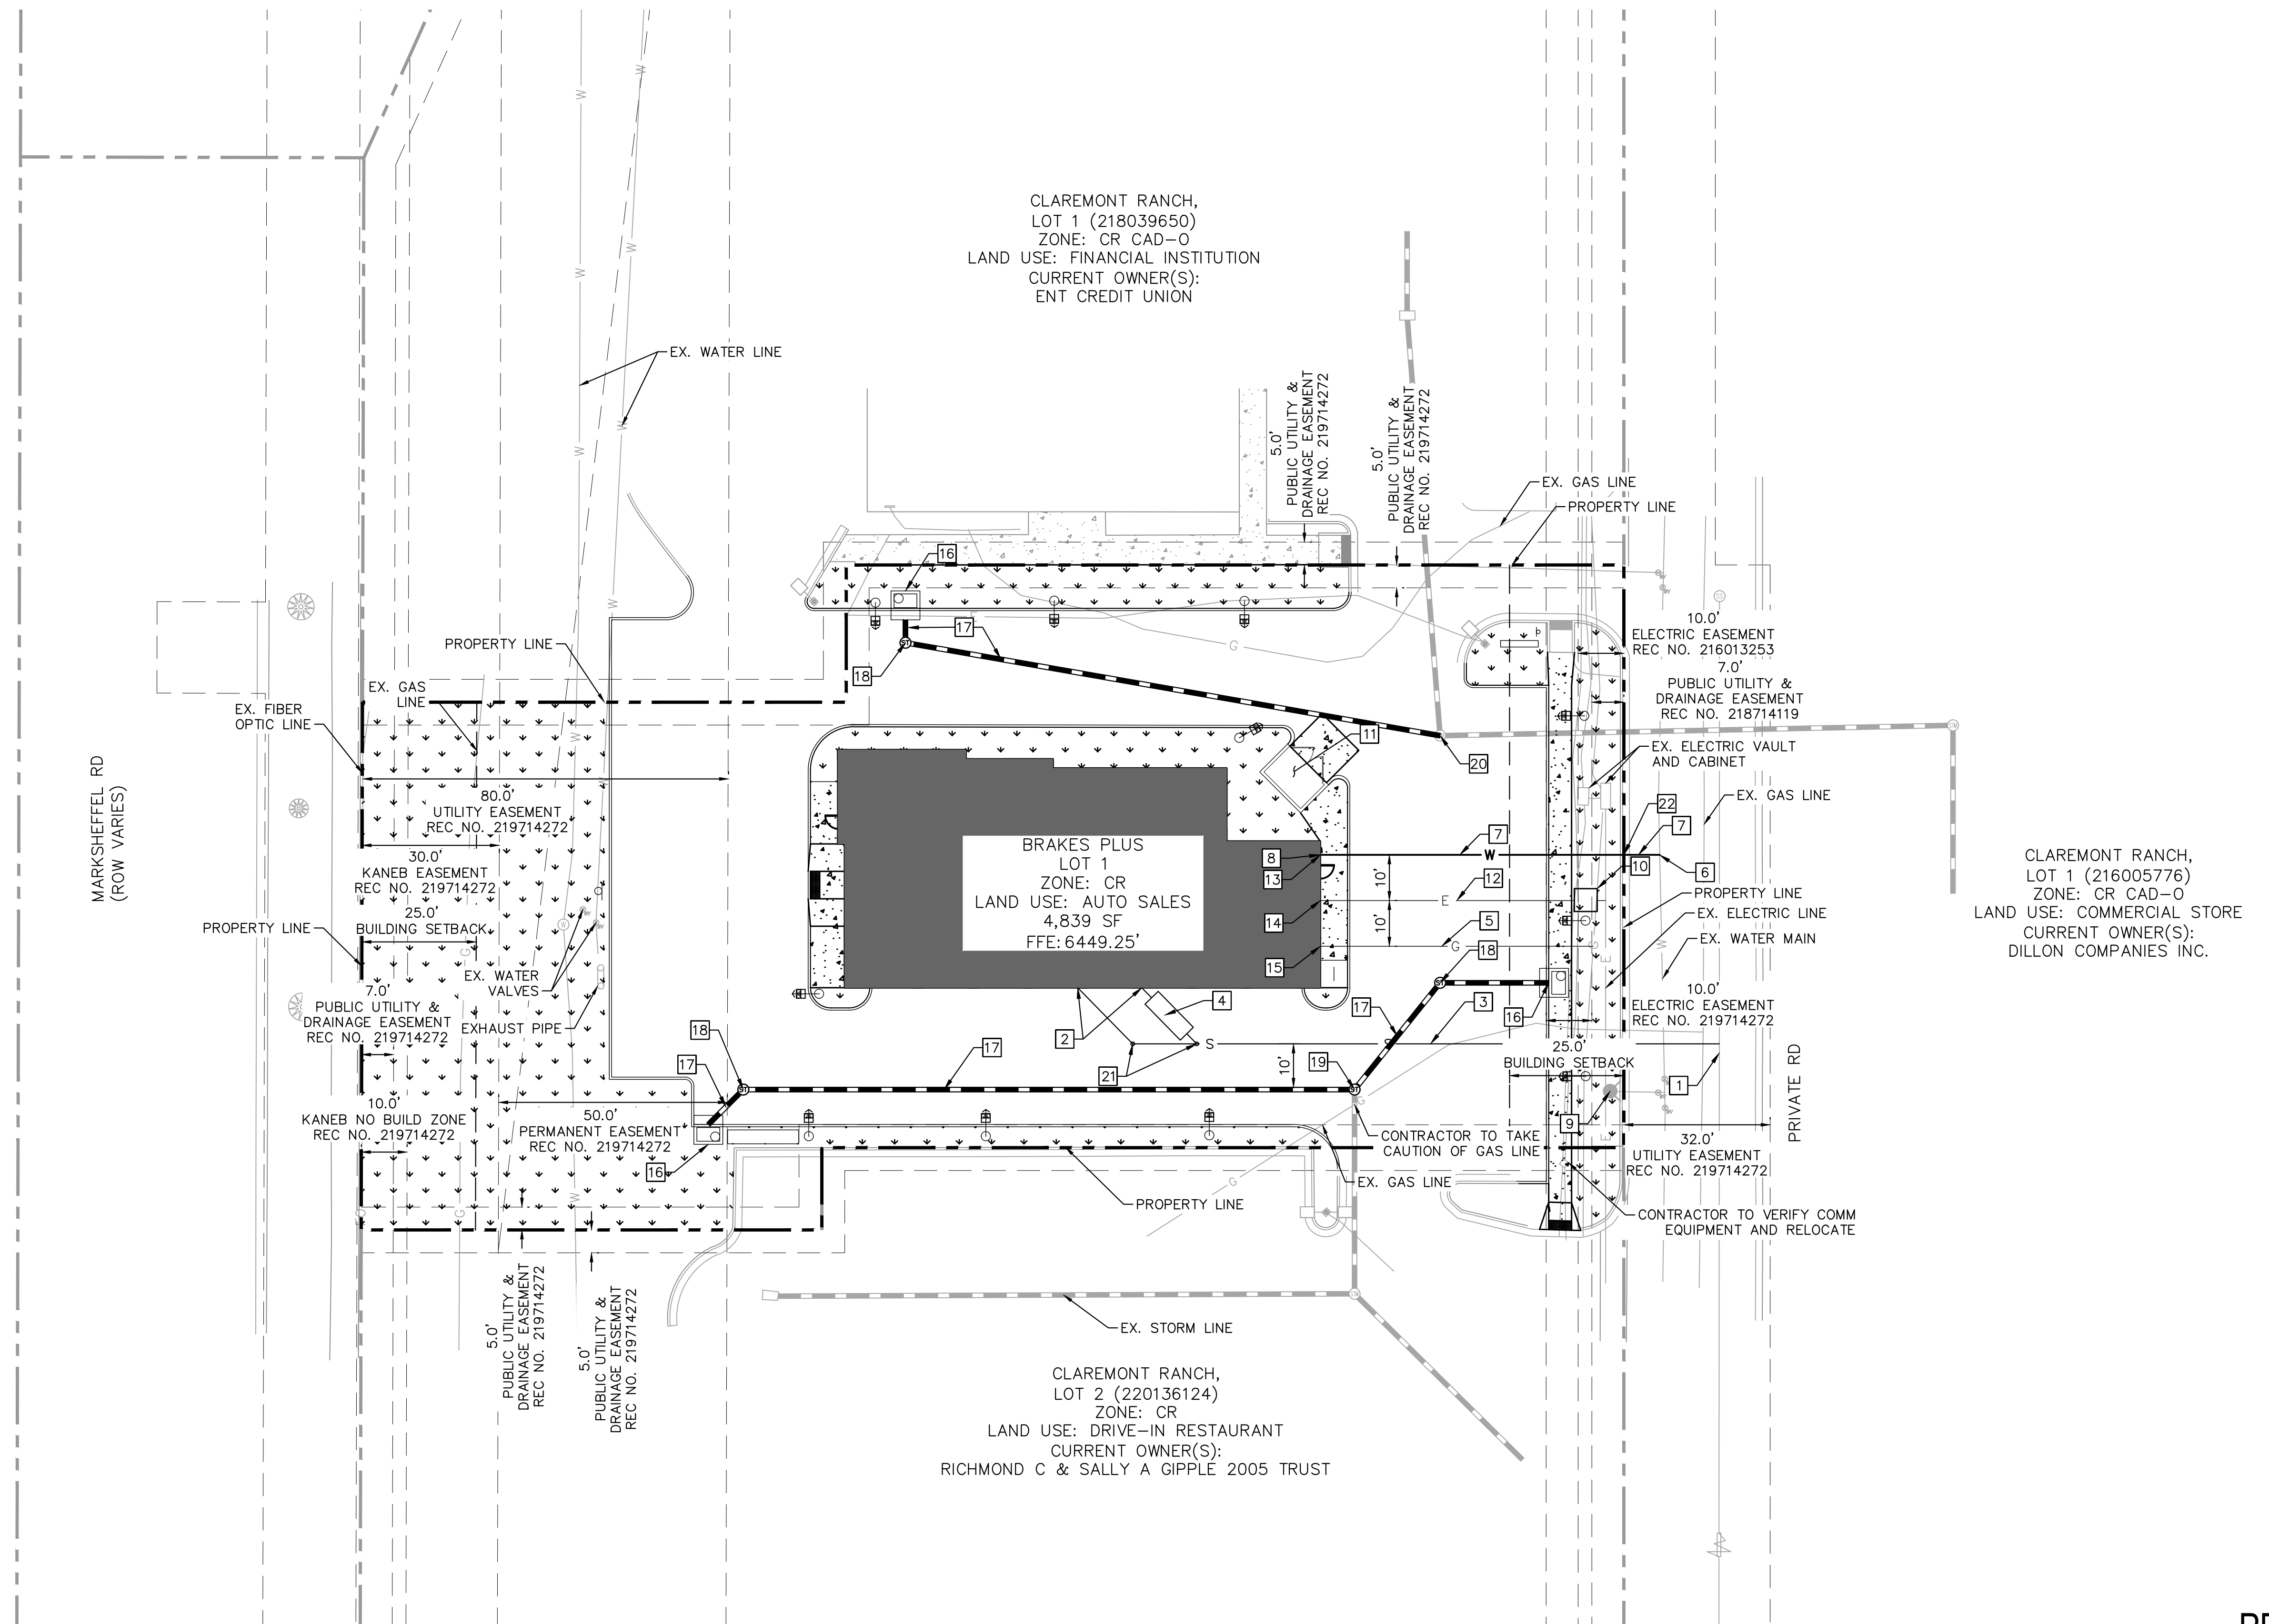 CLAREMONT RANCH,
LOT 1 (218039650)
ZONE: CR CAD-O
LAND USE: FINANCIAL INSTITUTION
CURRENT OWNER(S):
ENT CREDIT UNION
EX. WATER LINE
5.0'
PUBLIC UTILITY &
DRAINAGE EASEMENT
REC NO. 219714272
5.0'
PUBLIC UTILITY &
DRAINAGE EASEMENT
REC NO. 219714272
EX. GAS LINE
PROPERTY LINE
16
17
18
PROPERTY LINE
EX. GAS
LINE
EX. FIBER
OPTIC LINE
MARKSHEFFEL RD
(ROW VARIES)
80.0'
UTILITY EASEMENT
REC NO. 219714272
30.0'
KANEB EASEMENT
REC NO. 219714272
25.0'
BUILDING SETBACK
PROPERTY LINE
EX. WATER
VALVES
7.0'
PUBLIC UTILITY &
DRAINAGE EASEMENT
REC NO. 219714272
EXHAUST PIPE
10.0'
KANEB NO BUILD ZONE
REC NO. 219714272
50.0'
PERMANENT EASEMENT
REC NO. 219714272
5.0'
PUBLIC UTILITY &
DRAINAGE EASEMENT
REC NO. 219714272
5.0'
PUBLIC UTILITY &
DRAINAGE EASEMENT
REC NO. 219714272
BRAKES PLUS
LOT 1
ZONE: CR
LAND USE: AUTO SALES
4,839 SF
FFE: 6449.25'
11
20
8
13
14
15
7
W
12
E
5
G
10'
10'
18
17
3
16
4
2
21
S
10'
19
17
18
17
16
10.0'
ELECTRIC EASEMENT
REC NO. 216013253
7.0'
PUBLIC UTILITY &
DRAINAGE EASEMENT
REC NO. 218714119
EX. ELECTRIC VAULT
AND CABINET
EX. GAS LINE
22
7
10
6
PROPERTY LINE
EX. ELECTRIC LINE
EX. WATER MAIN
10.0'
ELECTRIC EASEMENT
REC NO. 219714272
25.0'
BUILDING SETBACK
1
9
PRIVATE RD
32.0'
UTILITY EASEMENT
REC NO. 219714272
CONTRACTOR TO TAKE
CAUTION OF GAS LINE
EX. GAS LINE
PROPERTY LINE
CONTRACTOR TO VERIFY COMM
EQUIPMENT AND RELOCATE
EX. STORM LINE
CLAREMONT RANCH,
LOT 1 (216005776)
ZONE: CR CAD-O
LAND USE: COMMERCIAL STORE
CURRENT OWNER(S):
DILLON COMPANIES INC.
CLAREMONT RANCH,
LOT 2 (220136124)
ZONE: CR
LAND USE: DRIVE-IN RESTAURANT
CURRENT OWNER(S):
RICHMOND C & SALLY A GIPPLE 2005 TRUST